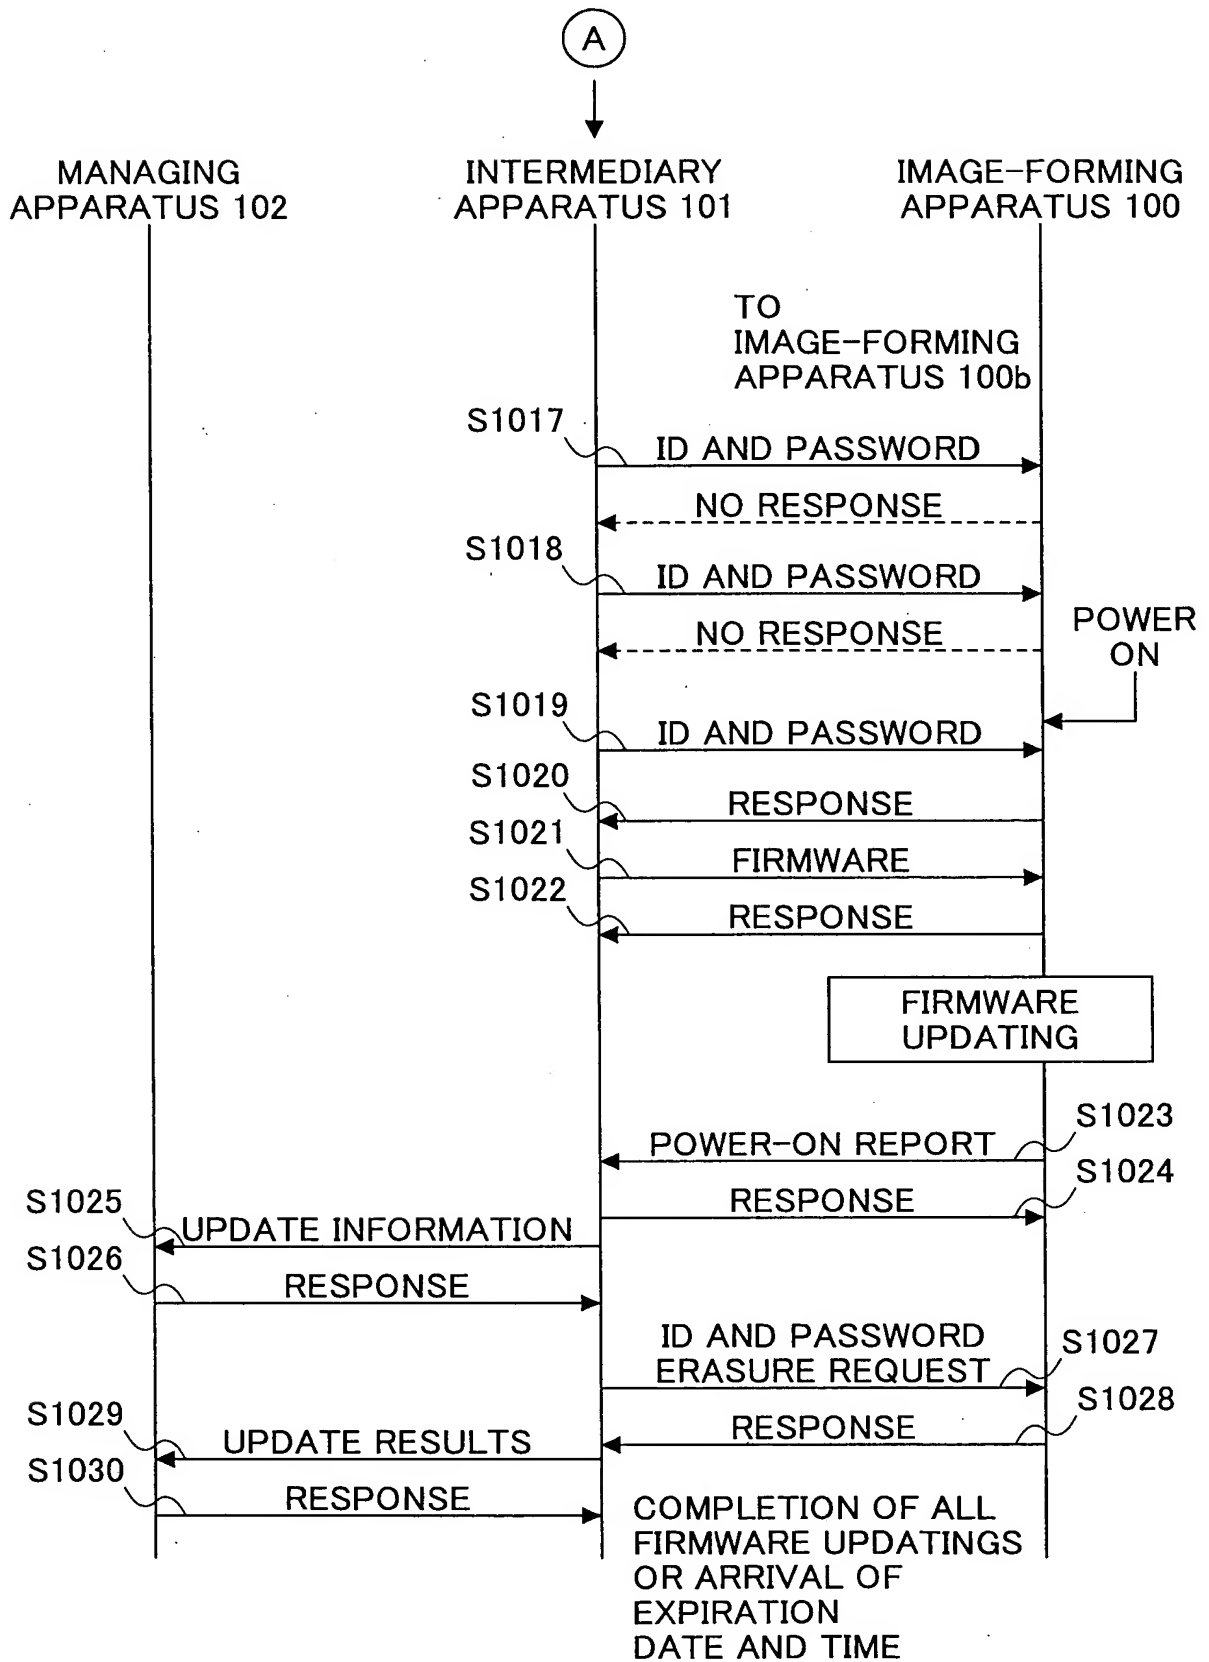 A
MANAGING
APPARATUS 102
INTERMEDIARY
APPARATUS 101
IMAGE-FORMING
APPARATUS 100
TO
IMAGE-FORMING
APPARATUS 100b
S1017
ID AND PASSWORD
NO RESPONSE
S1018
ID AND PASSWORD
NO RESPONSE
POWER
ON
S1019
ID AND PASSWORD
S1020
RESPONSE
S1021
FIRMWARE
S1022
RESPONSE
FIRMWARE
UPDATING
POWER-ON REPORT
S1023
RESPONSE
S1024
S1025
UPDATE INFORMATION
S1026
RESPONSE
ID AND PASSWORD
ERASURE REQUEST
S1027
RESPONSE
S1028
S1029
UPDATE RESULTS
S1030
RESPONSE
COMPLETION OF ALL
FIRMWARE UPDATINGS
OR ARRIVAL OF
EXPIRATION
DATE AND TIME